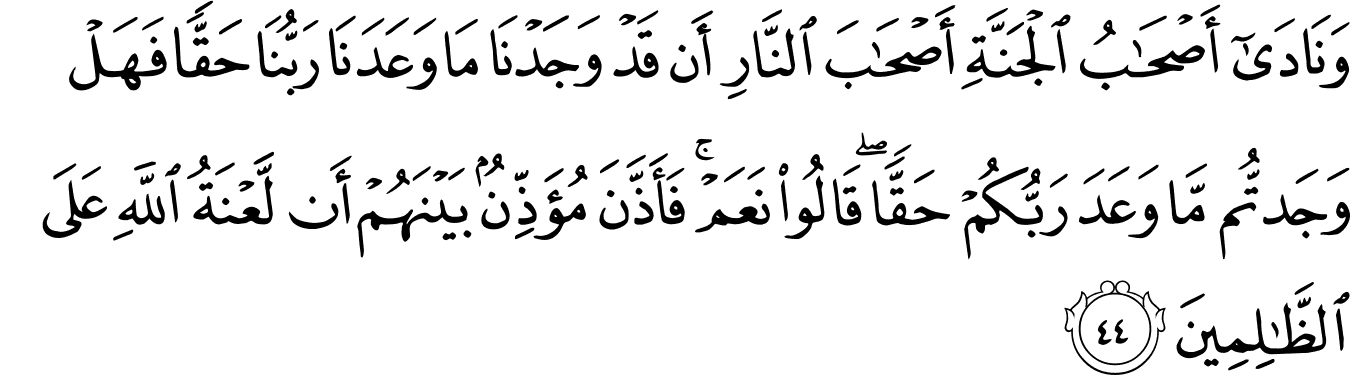 وَنَادَىٰٓ أَصْحَـٰبُ ٱلْجَنَّةِ أَصْحَـٰبَ ٱلنَّارِ أَن قَدْ وَجَدْنَا مَا وَعَدَنَا رَبُّنَا حَقًّا فَهَلْ
وَجَدتُّم مَّا وَعَدَ رَبُّكُمْ حَقًّا ۖ قَالُوا۟ نَعَمْ ۚ فَأَذَّنَ مُؤَذِّنٌۢ بَيْنَهُمْ أَن لَّعْنَةُ ٱللَّهِ عَلَى
ٱلظَّـٰلِمِينَ ٤٤